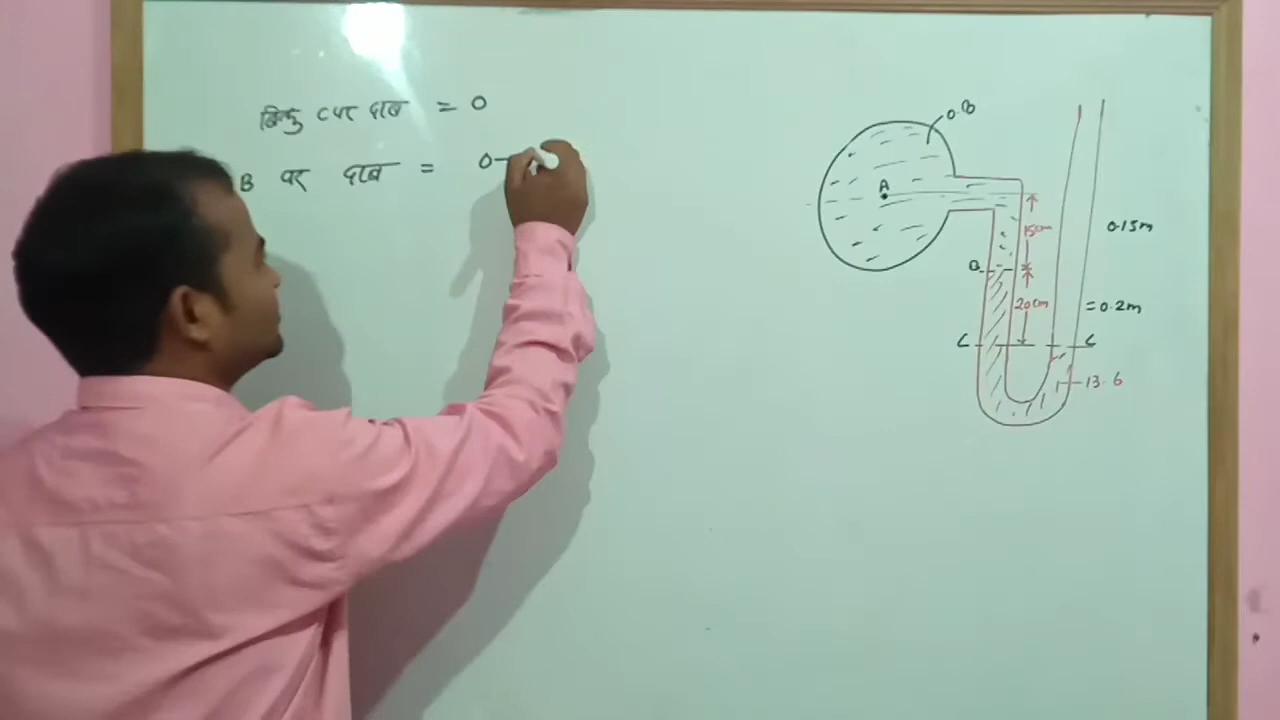 बिन्दु C पर दाब = 0
B पर दाब = 0-
0.8
A
15cm
0.15m
B
20cm
= 0.2m
C
C
13.6